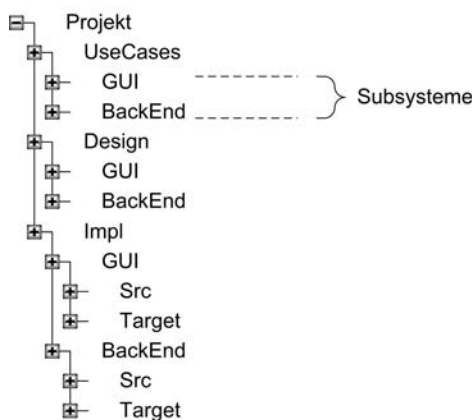 Projekt
UseCases
GUI
BackEnd
Subsysteme
Design
GUI
BackEnd
Impl
GUI
Src
Target
BackEnd
Src
Target